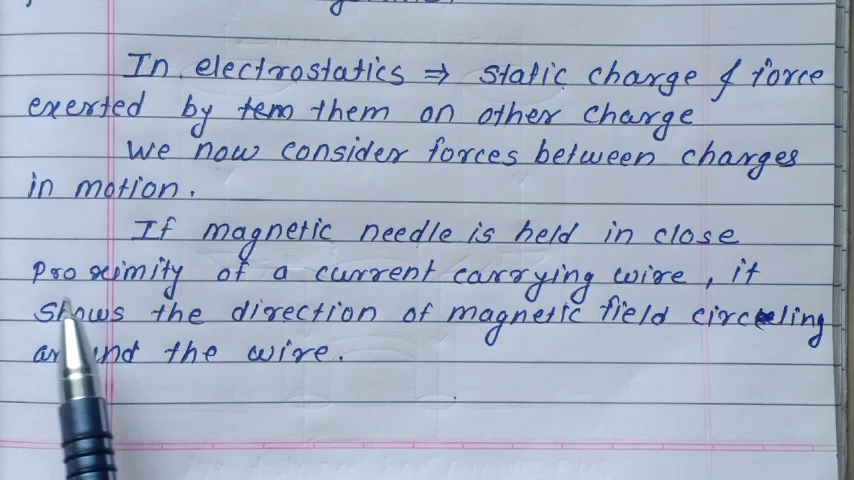 In electrostatics ⇒ static charge & force
exerted by tem them on other charge
We now consider forces between charges
in motion.
If magnetic needle is held in close
proximity of a current carrying wire, it
shows the direction of magnetic field circling
around the wire.